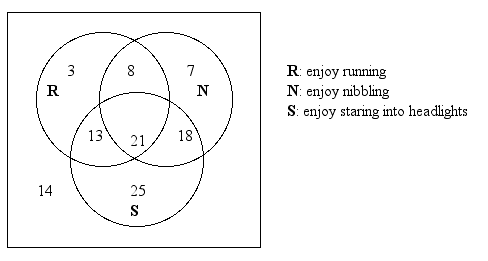 3 8 7
R N
R: enjoy running
N: enjoy nibbling
S: enjoy staring into headlights
13 21 18
14 25
S